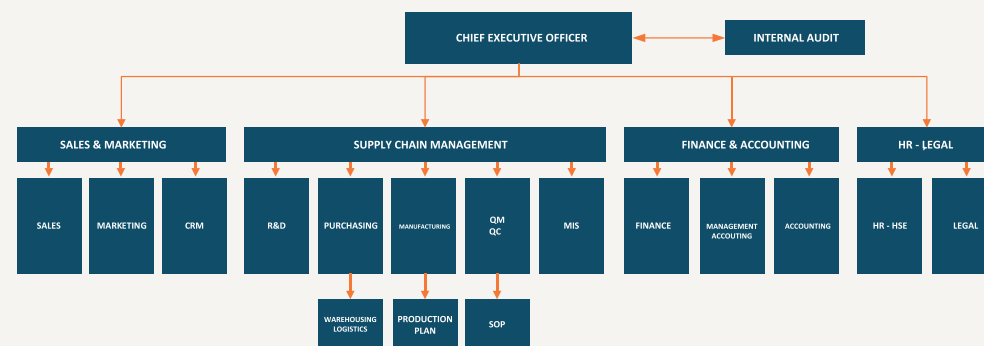 CHIEF EXECUTIVE OFFICER
INTERNAL AUDIT
SALES & MARKETING
SUPPLY CHAIN MANAGEMENT
FINANCE & ACCOUNTING
HR - LEGAL
SALES
MARKETING
CRM
R&D
PURCHASING
MANUFACTURING
QM
QC
MIS
FINANCE
MANAGEMENT
ACCOUTING
ACCOUNTING
HR - HSE
LEGAL
WAREHOUSING
LOGISTICS
PRODUCTION
PLAN
SOP